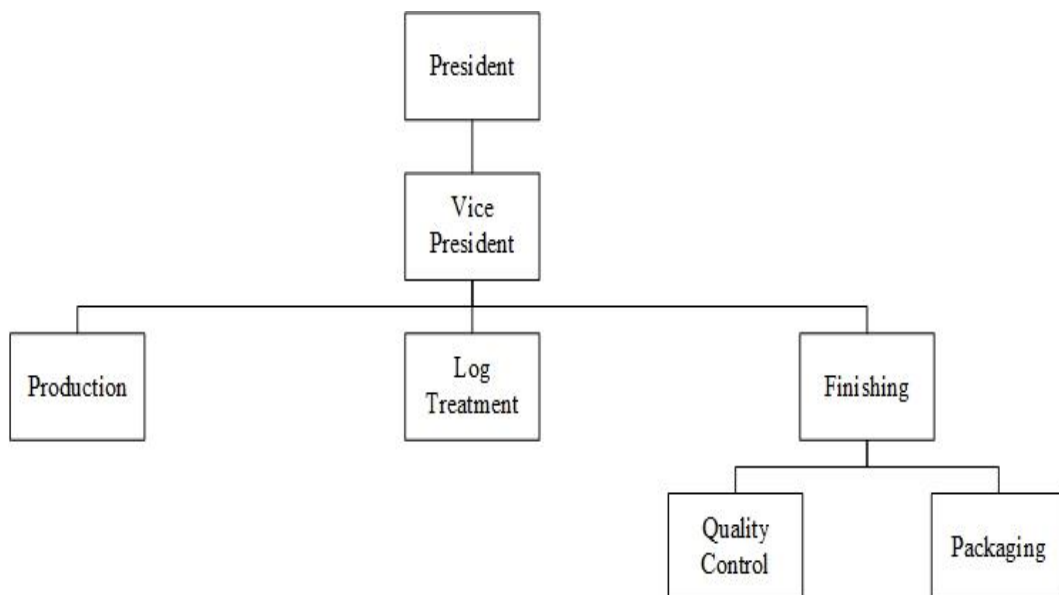 President
Vice
President
Production
Log
Treatment
Finishing
Quality
Control
Packaging